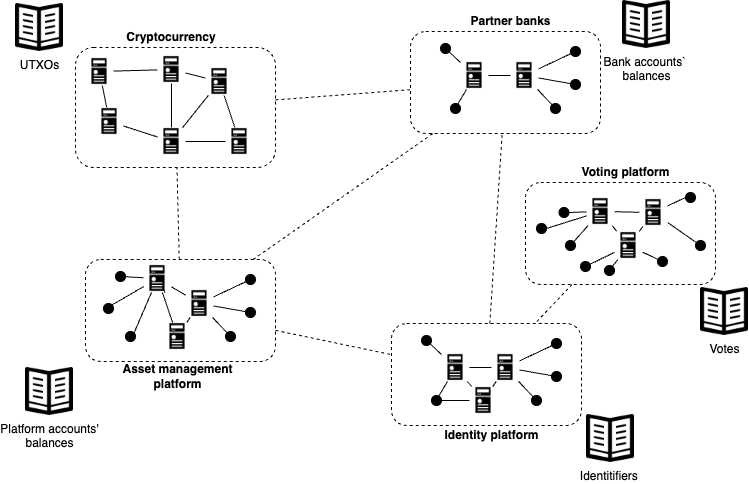 Cryptocurrency
Partner banks
UTXOs
Bank accounts`
balances
Voting platform
Votes
Asset management
platform
Platform accounts'
balances
Identity platform
Identitifiers